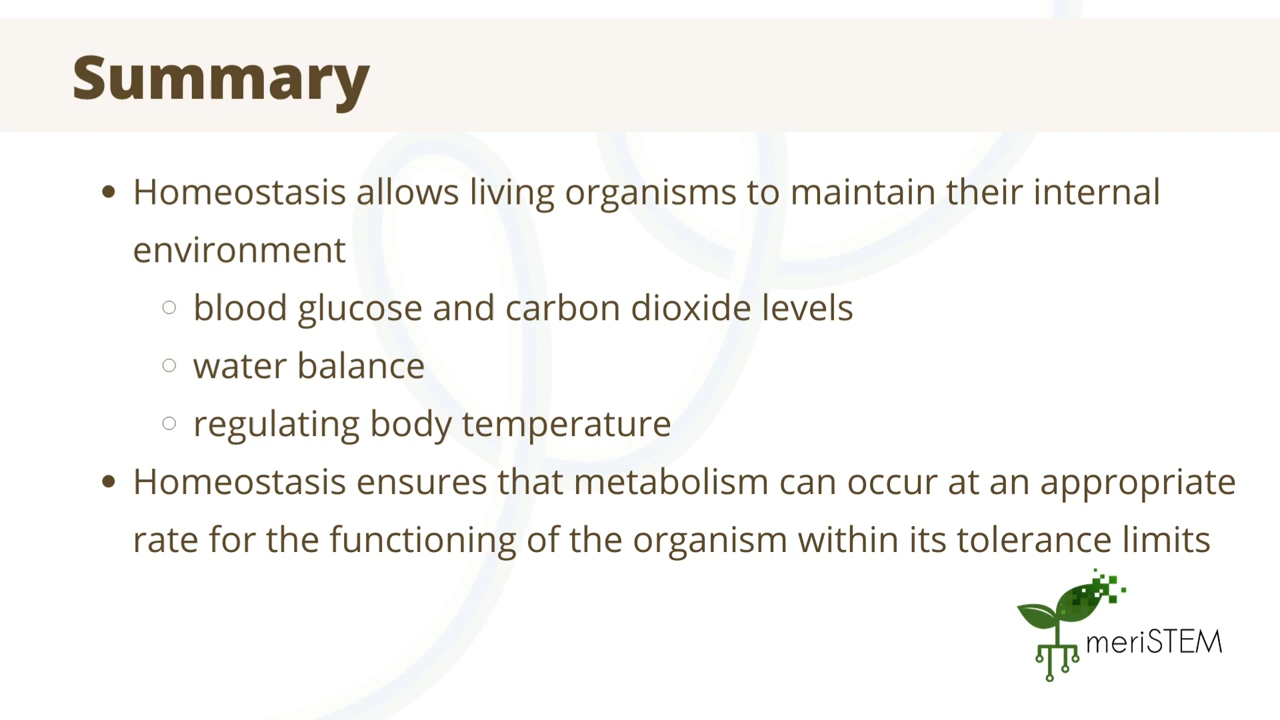 Summary
• Homeostasis allows living organisms to maintain their internal
environment
○ blood glucose and carbon dioxide levels
○ water balance
○ regulating body temperature
• Homeostasis ensures that metabolism can occur at an appropriate
rate for the functioning of the organism within its tolerance limits
meriSTEM